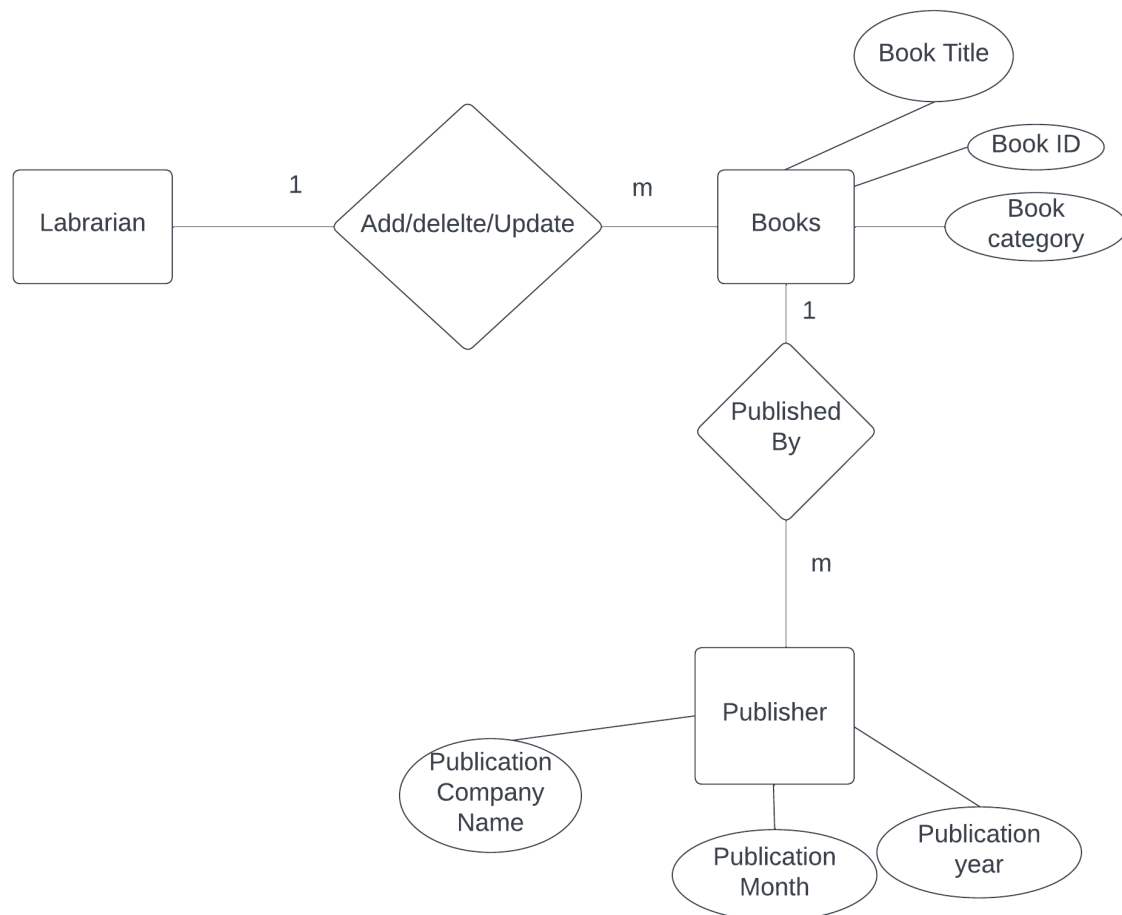 Book Title
Book ID
1
m
Labrarian
Add/delelte/Update
Books
Book
category
1
Published
By
m
Publisher
Publication
Company
Name
Publication
year
Publication
Month